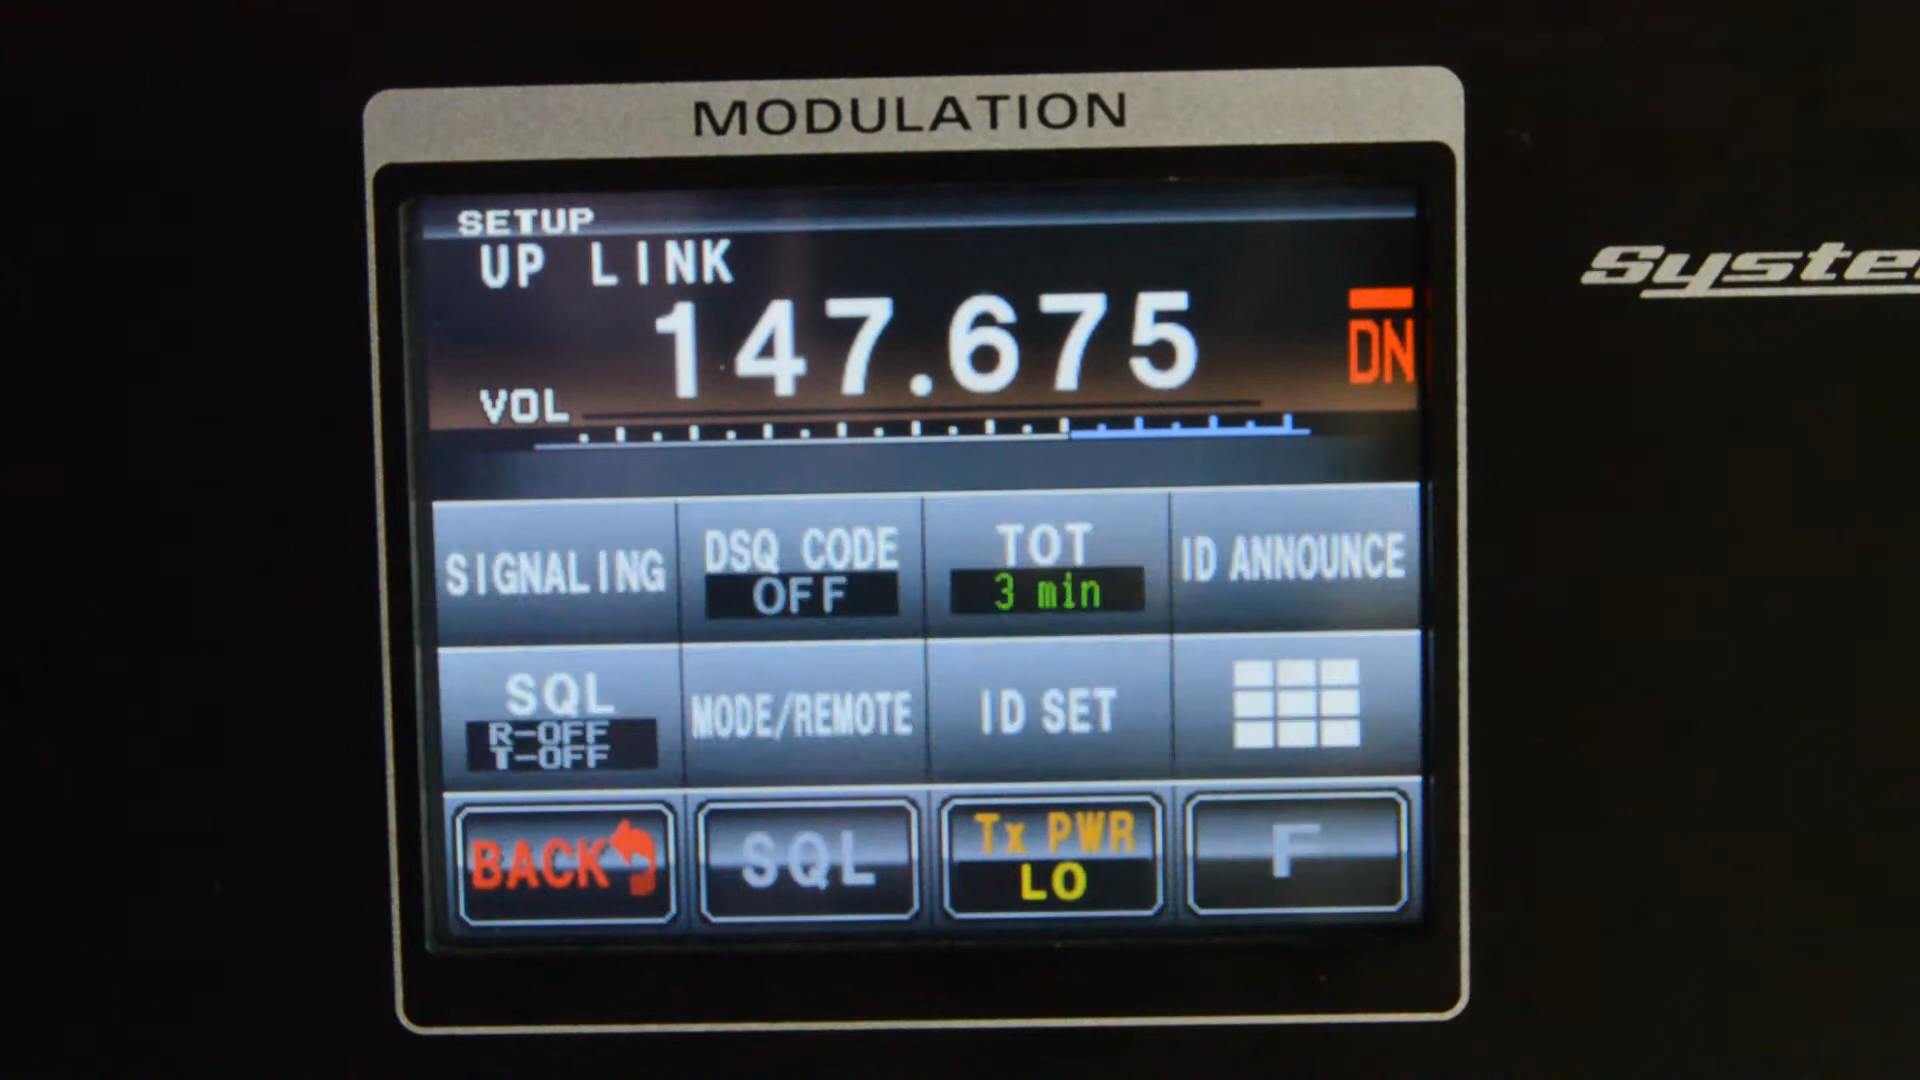 MODULATION
SETUP
UP LINK
147.675
DN
VOL
SIGNALING
DSQ CODE
OFF
TOT
3 min
ID ANNOUNCE
SQL
R-OFF
T-OFF
MODE/REMOTE
ID SET
BACK
SQL
Tx PWR
LO
F